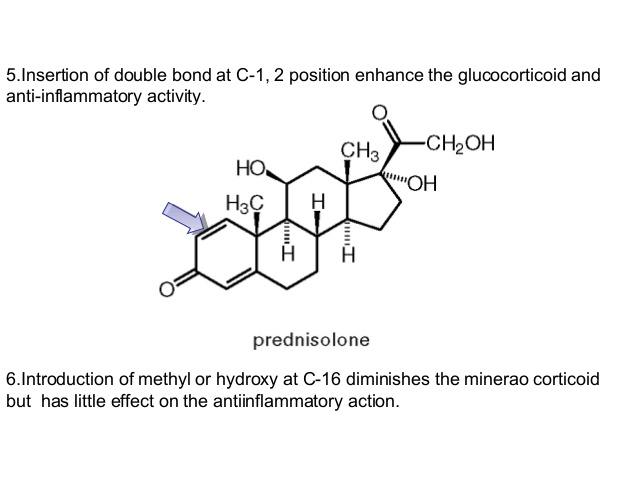 5.Insertion of double bond at C-1, 2 position enhance the glucocorticoid and
anti-inflammatory activity.
O
CH₂OH
CH₃
HO
OH
H₃C
H
H
H
O
prednisolone
6.Introduction of methyl or hydroxy at C-16 diminishes the minerao corticoid
but  has little effect on the antiinflammatory action.